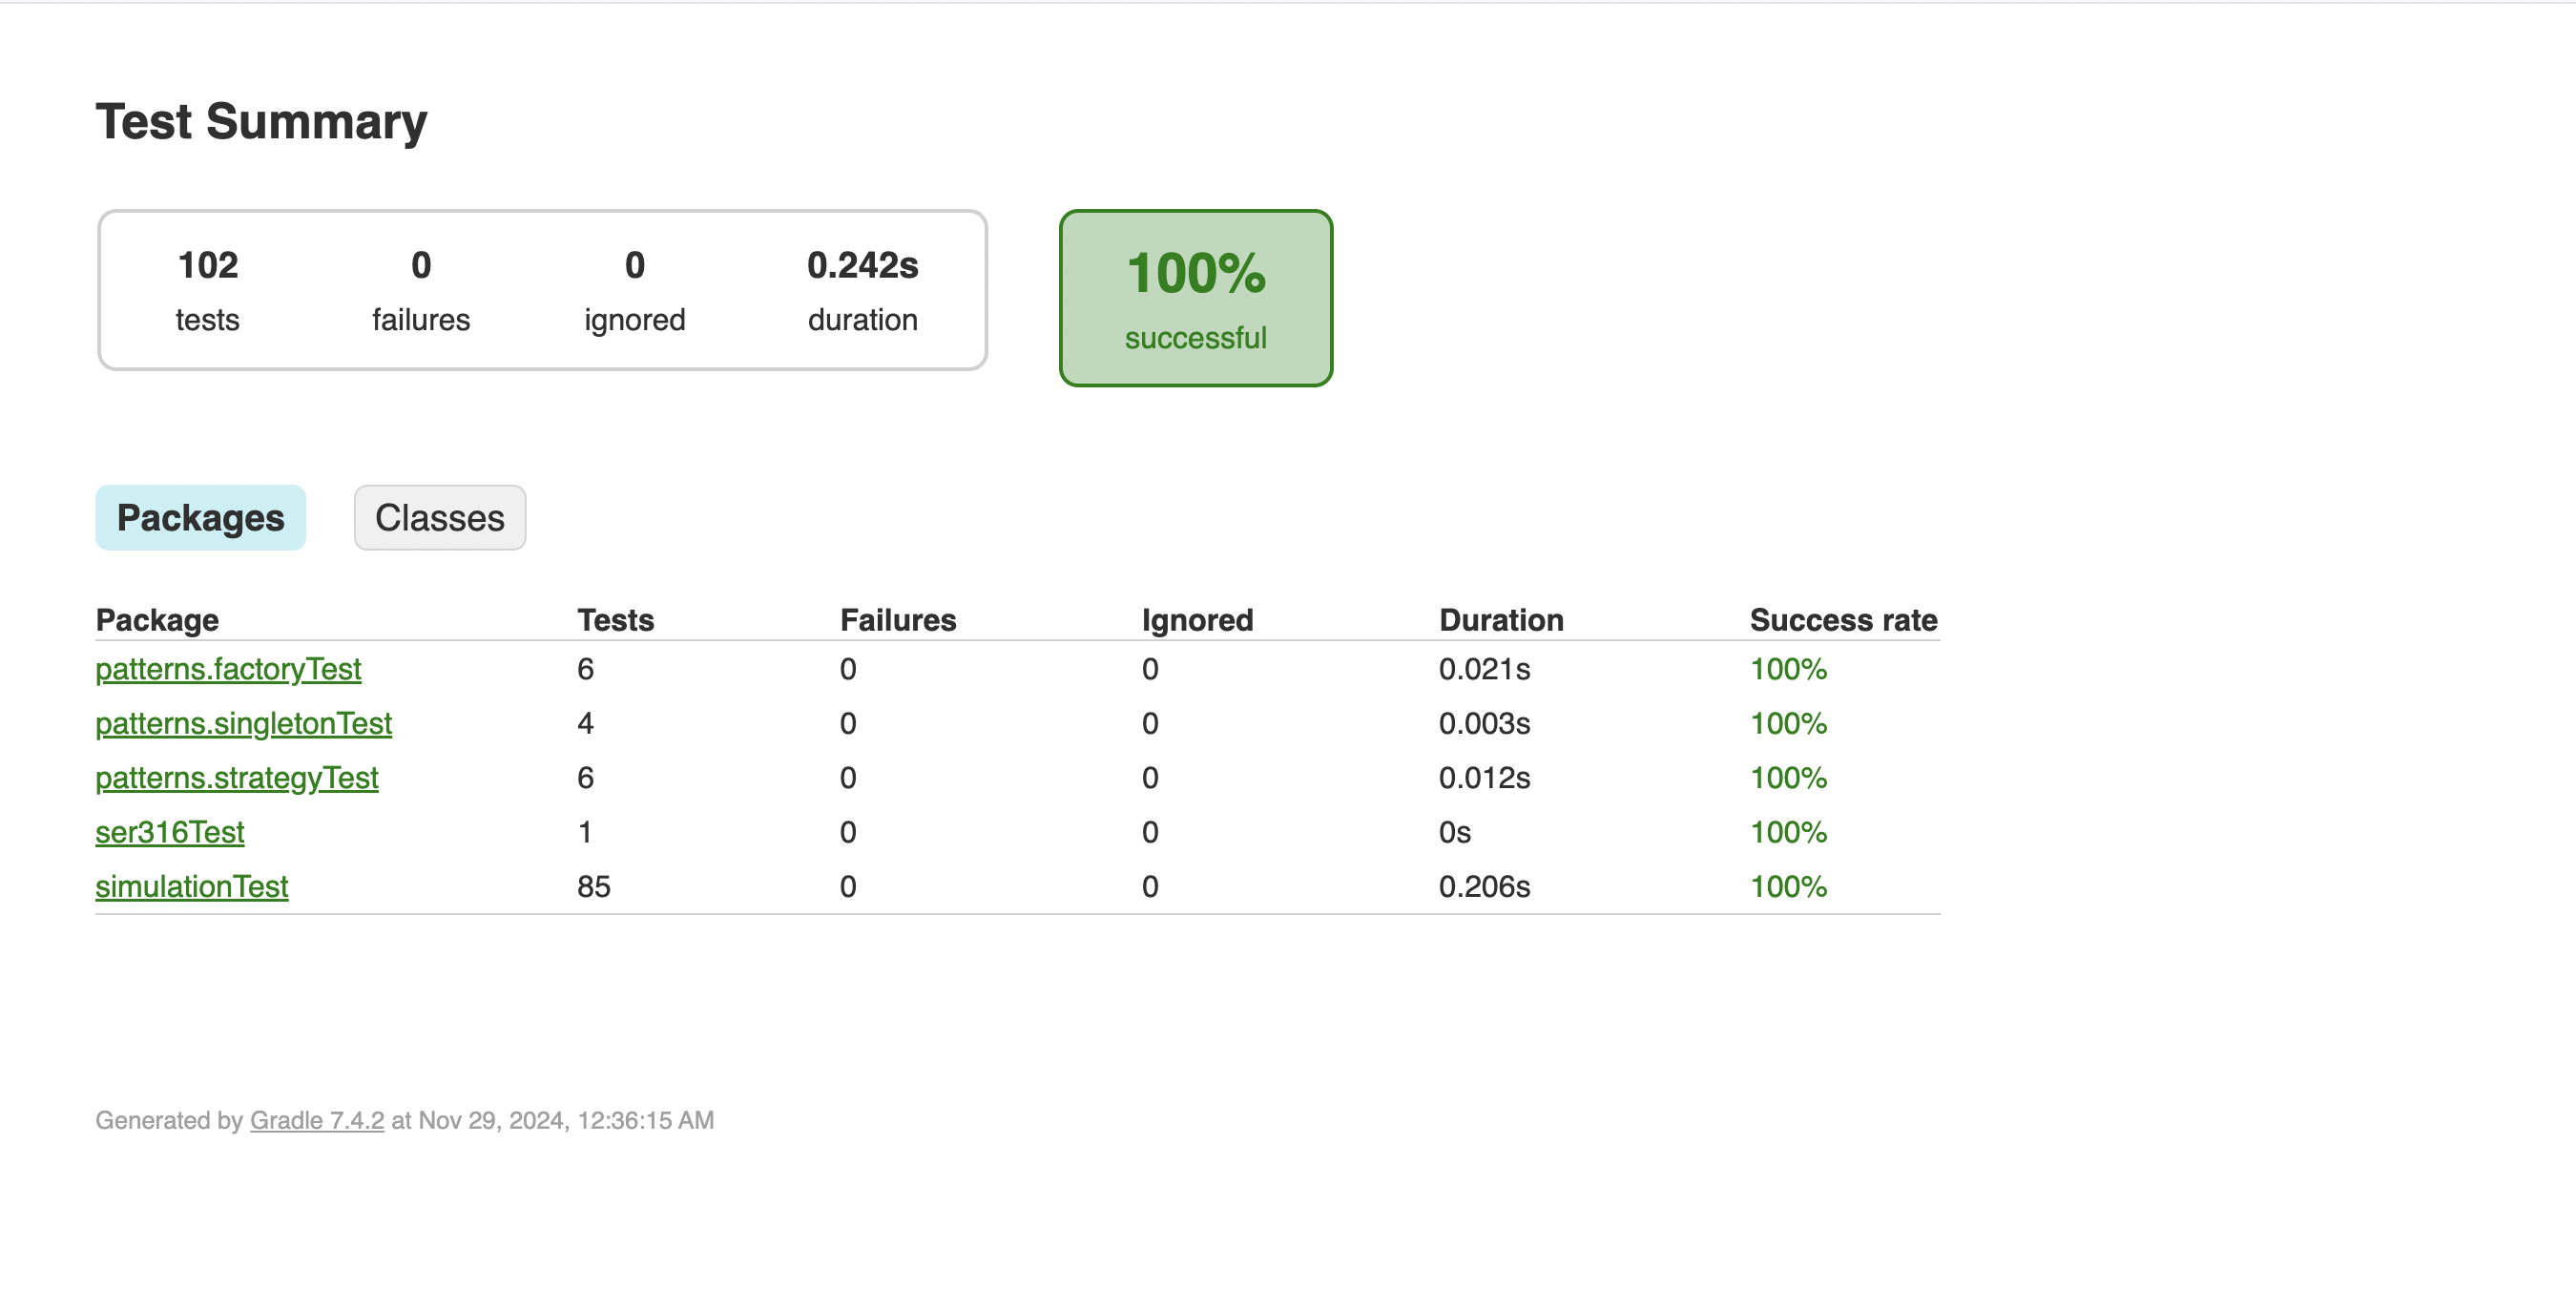 Test Summary
102 0 0 0.242s
tests failures ignored duration
100%
successful
Packages Classes
Package Tests Failures Ignored Duration Success rate
patterns.factoryTest 6 0 0 0.021s 100%
patterns.singletonTest 4 0 0 0.003s 100%
patterns.strategyTest 6 0 0 0.012s 100%
ser316Test 1 0 0 0s 100%
simulationTest 85 0 0 0.206s 100%
Generated by Gradle 7.4.2 at Nov 29, 2024, 12:36:15 AM